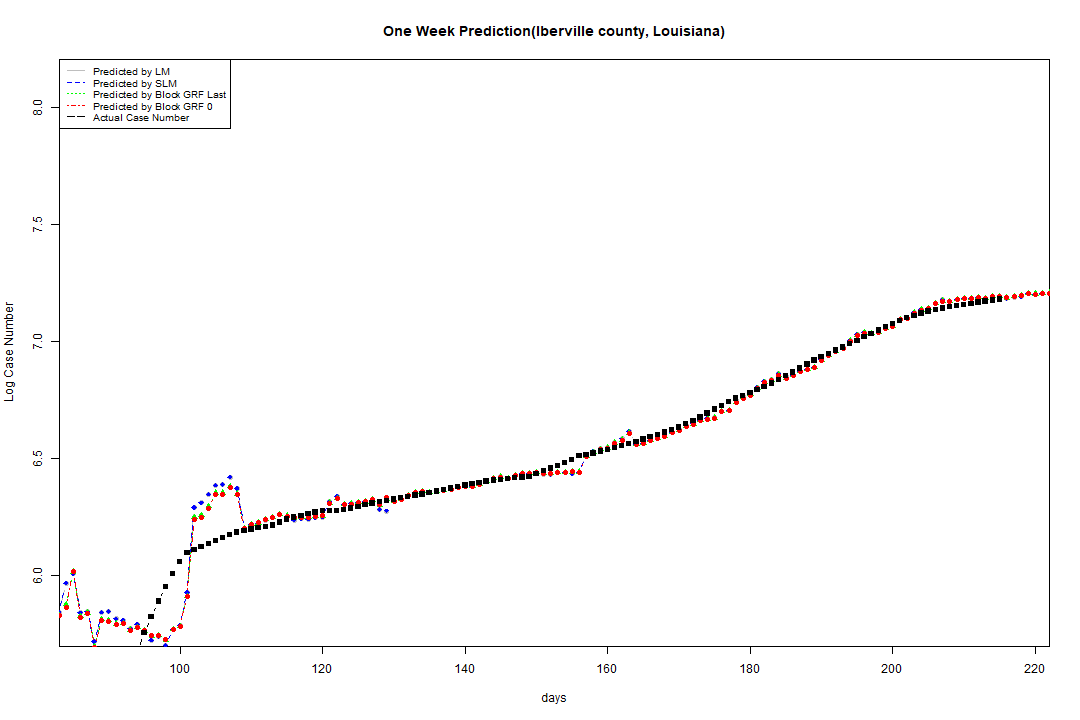 One Week Prediction(Iberville county, Louisiana)
Predicted by LM
Predicted by SLM
Predicted by Block GRF Last
Predicted by Block GRF 0
Actual Case Number
8.0
7.5
7.0
6.5
6.0
Log Case Number
100 120 140 160 180 200 220
days